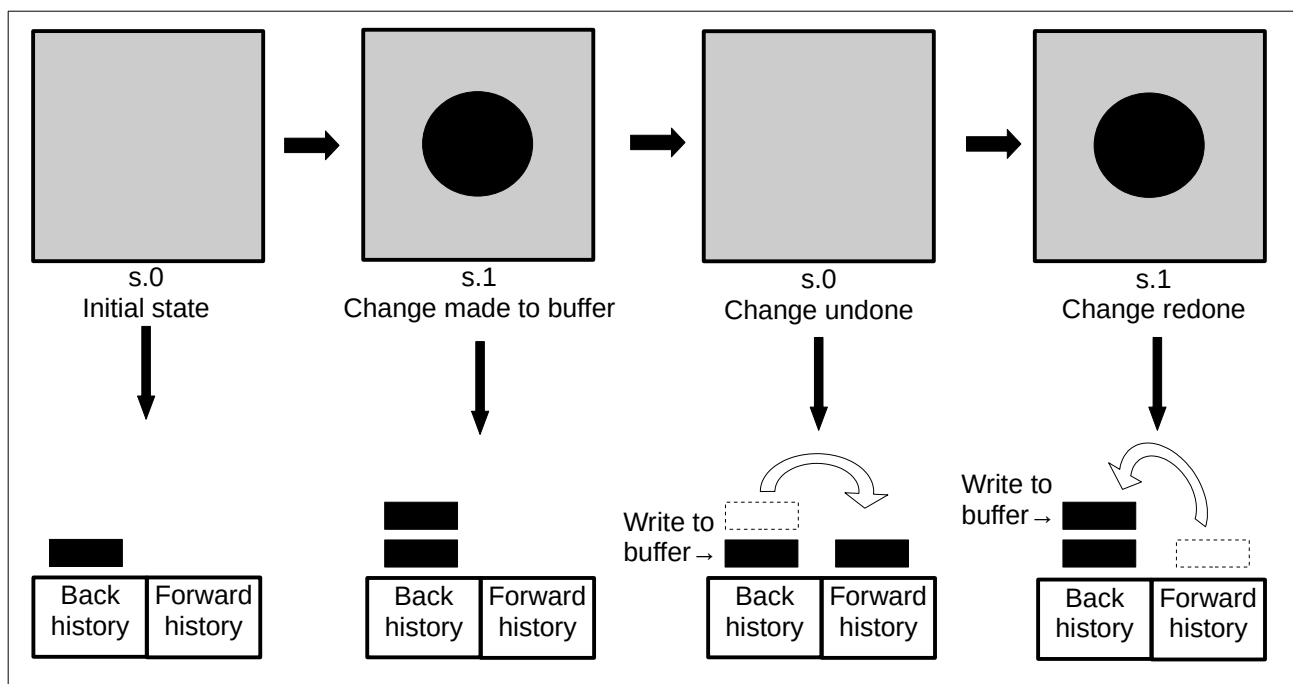 s.0
Initial state
s.1
Change made to buffer
s.0
Change undone
s.1
Change redone
Back
history
Forward
history
Back
history
Forward
history
Write to
buffer→
Back
history
Forward
history
Write to
buffer→
Back
history
Forward
history